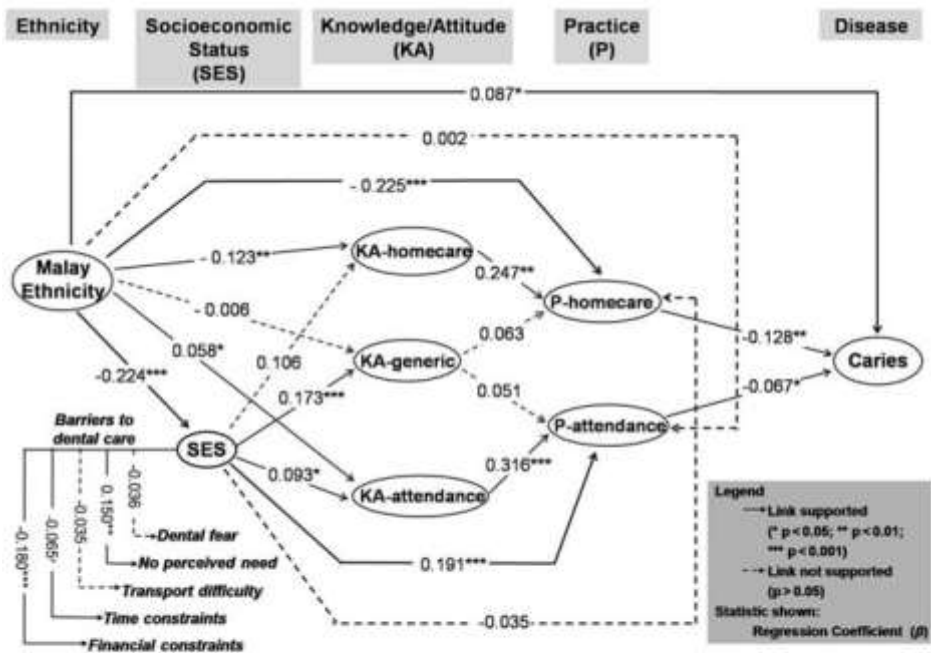 Ethnicity
Socioeconomic
Status
(SES)
Knowledge/Attitude
(KA)
Practice
(P)
Disease
0.087*
0.002
- 0.225***
Malay
Ethnicity
- 0.123**
KA-homecare
0.247**
P-homecare
- 0.006
0.063
-0.128**
0.058*
0.106
KA-generic
Caries
-0.224***
0.173***
0.051
-0.067*
Barriers to
dental care
SES
P-attendance
0.093*
KA-attendance
0.316***
-0.180***
-0.065*
-0.035
0.150**
-0.036
Dental fear
No perceived need
Transport difficulty
Time constraints
Financial constraints
0.191***
-0.035
Legend
Link supported
(* p<0.05; ** p<0.01;
*** p<0.001)
Link not supported
(p>0.05)
Statistic shown:
Regression Coefficient (β)